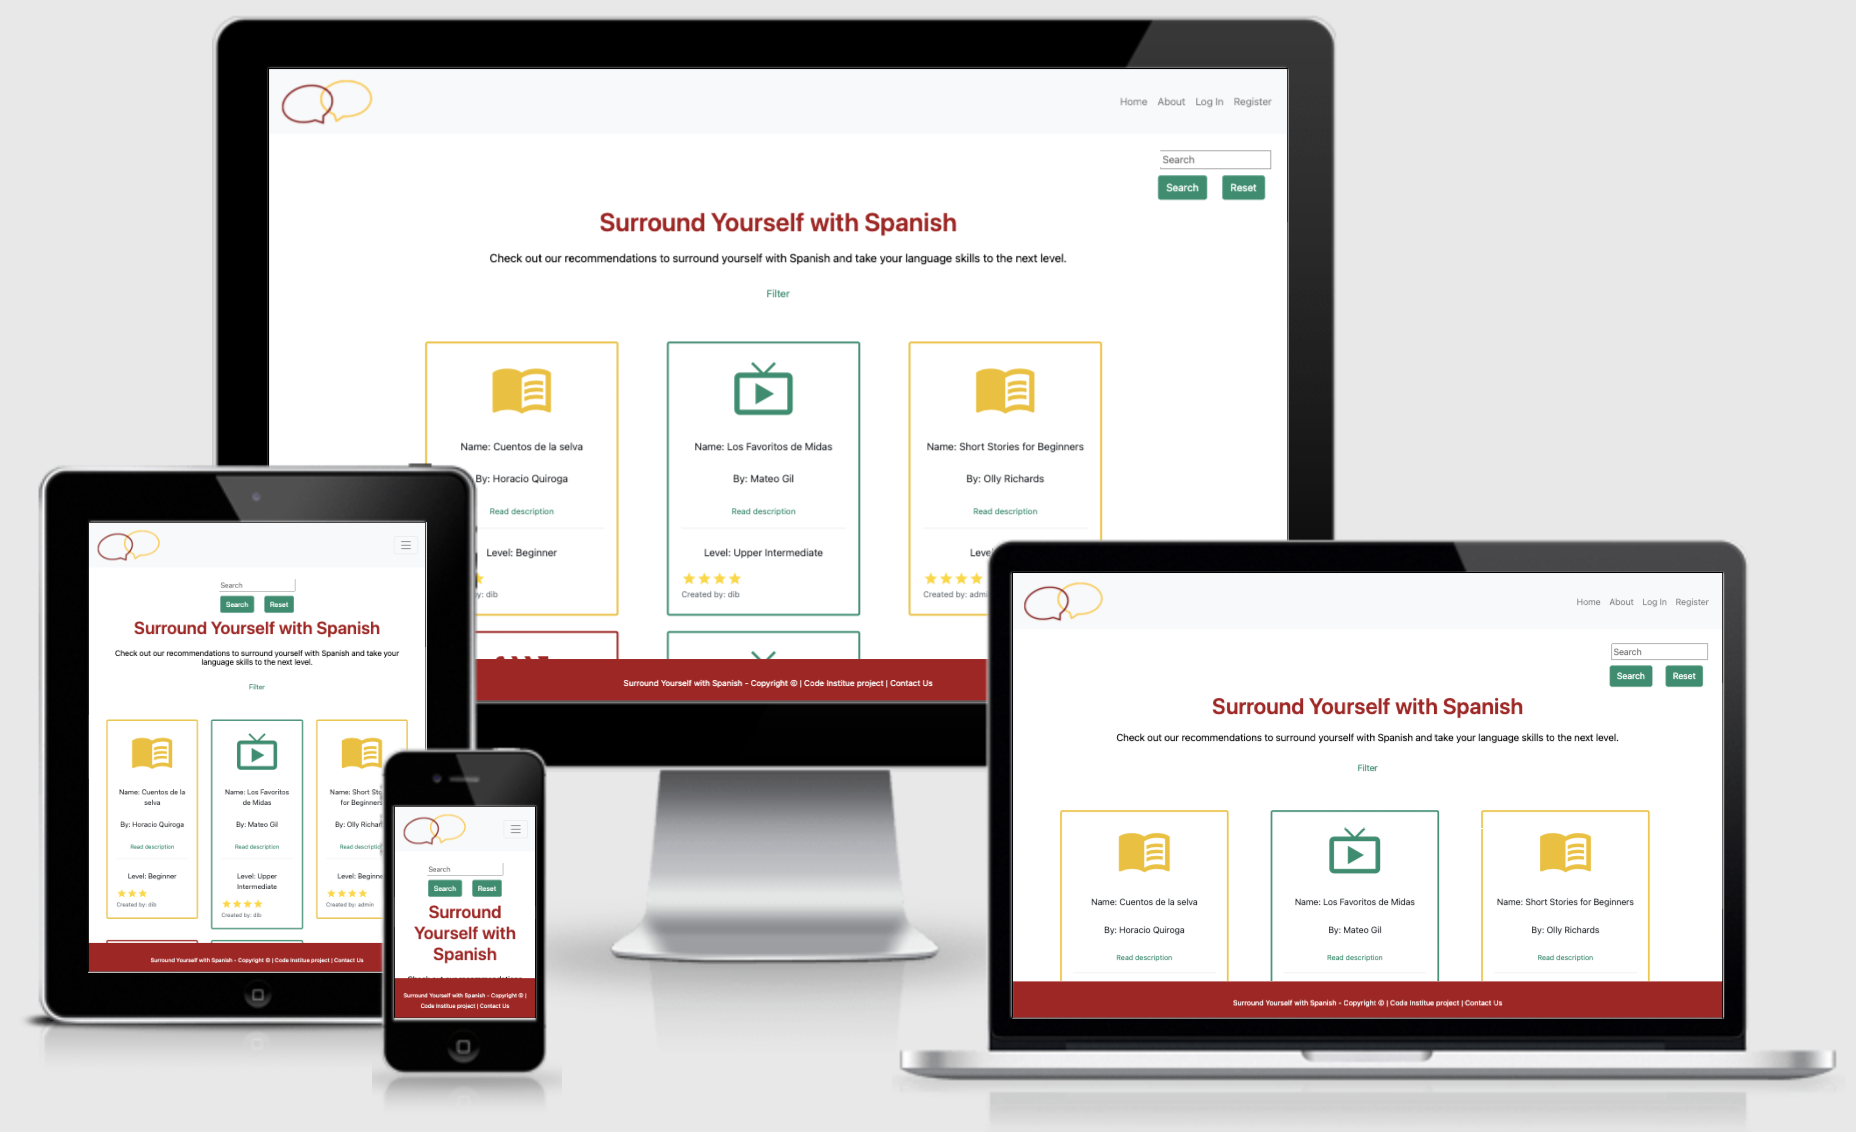 Home About Log In Register
Search
Search Reset
Surround Yourself with Spanish
Check out our recommendations to surround yourself with Spanish and take your language skills to the next level.
Filter
Name: Cuentos de la selva
By: Horacio Quiroga
Read description
Level: Beginner
y: dib
Name: Los Favoritos de Midas
By: Mateo Gil
Read description
Level: Upper Intermediate
Created by: dib
Name: Short Stories for Beginners
By: Olly Richards
Read description
Leve
Created by: adm
Surround Yourself with Spanish - Copyright © | Code Institue project | Contact Us
Search
Search Reset
Surround Yourself with Spanish
Check out our recommendations to surround yourself with Spanish and take your
language skills to the next level.
Filter
Name: Cuentos de la
selva
By: Horacio Quiroga
Read description
Level: Beginner
Created by: dib
Name: Los Favoritos
de Midas
By: Mateo Gil
Read description
Level: Upper
Intermediate
Created by: dib
Name: Short Sto
for Beginners
By: Olly Richar
Read descriptio
Level: Beginne
Created by: admin
Surround Yourself with Spanish - Copyright © | Code Institue project | Contact Us
Search
Search Reset
Surround
Yourself with
Spanish
Check out our recommendations
Surround Yourself with Spanish - Copyright © |
Code Institue project | Contact Us
Home About Log In Register
Search
Search Reset
Surround Yourself with Spanish
Check out our recommendations to surround yourself with Spanish and take your language skills to the next level.
Filter
Name: Cuentos de la selva
By: Horacio Quiroga
Read description
Name: Los Favoritos de Midas
By: Mateo Gil
Read description
Name: Short Stories for Beginners
By: Olly Richards
Read description
Surround Yourself with Spanish - Copyright © | Code Institue project | Contact Us